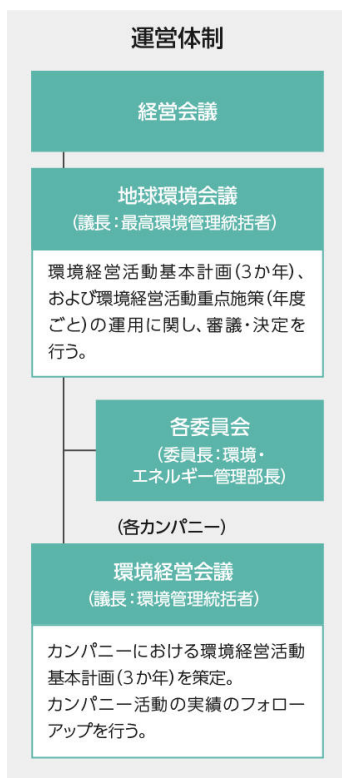 運営体制
経営会議
地球環境会議
(議長:最高環境管理統括者)
環境経営活動基本計画(3か年)、
および環境経営活動重点施策(年度
ごと)の運用に関し、審議・決定を
行う。
各委員会
(委員長:環境・
エネルギー管理部長)
(各カンパニー)
環境経営会議
(議長:環境管理統括者)
カンパニーにおける環境経営活動
基本計画(3か年)を策定。
カンパニー活動の実績のフォロー
アップを行う。